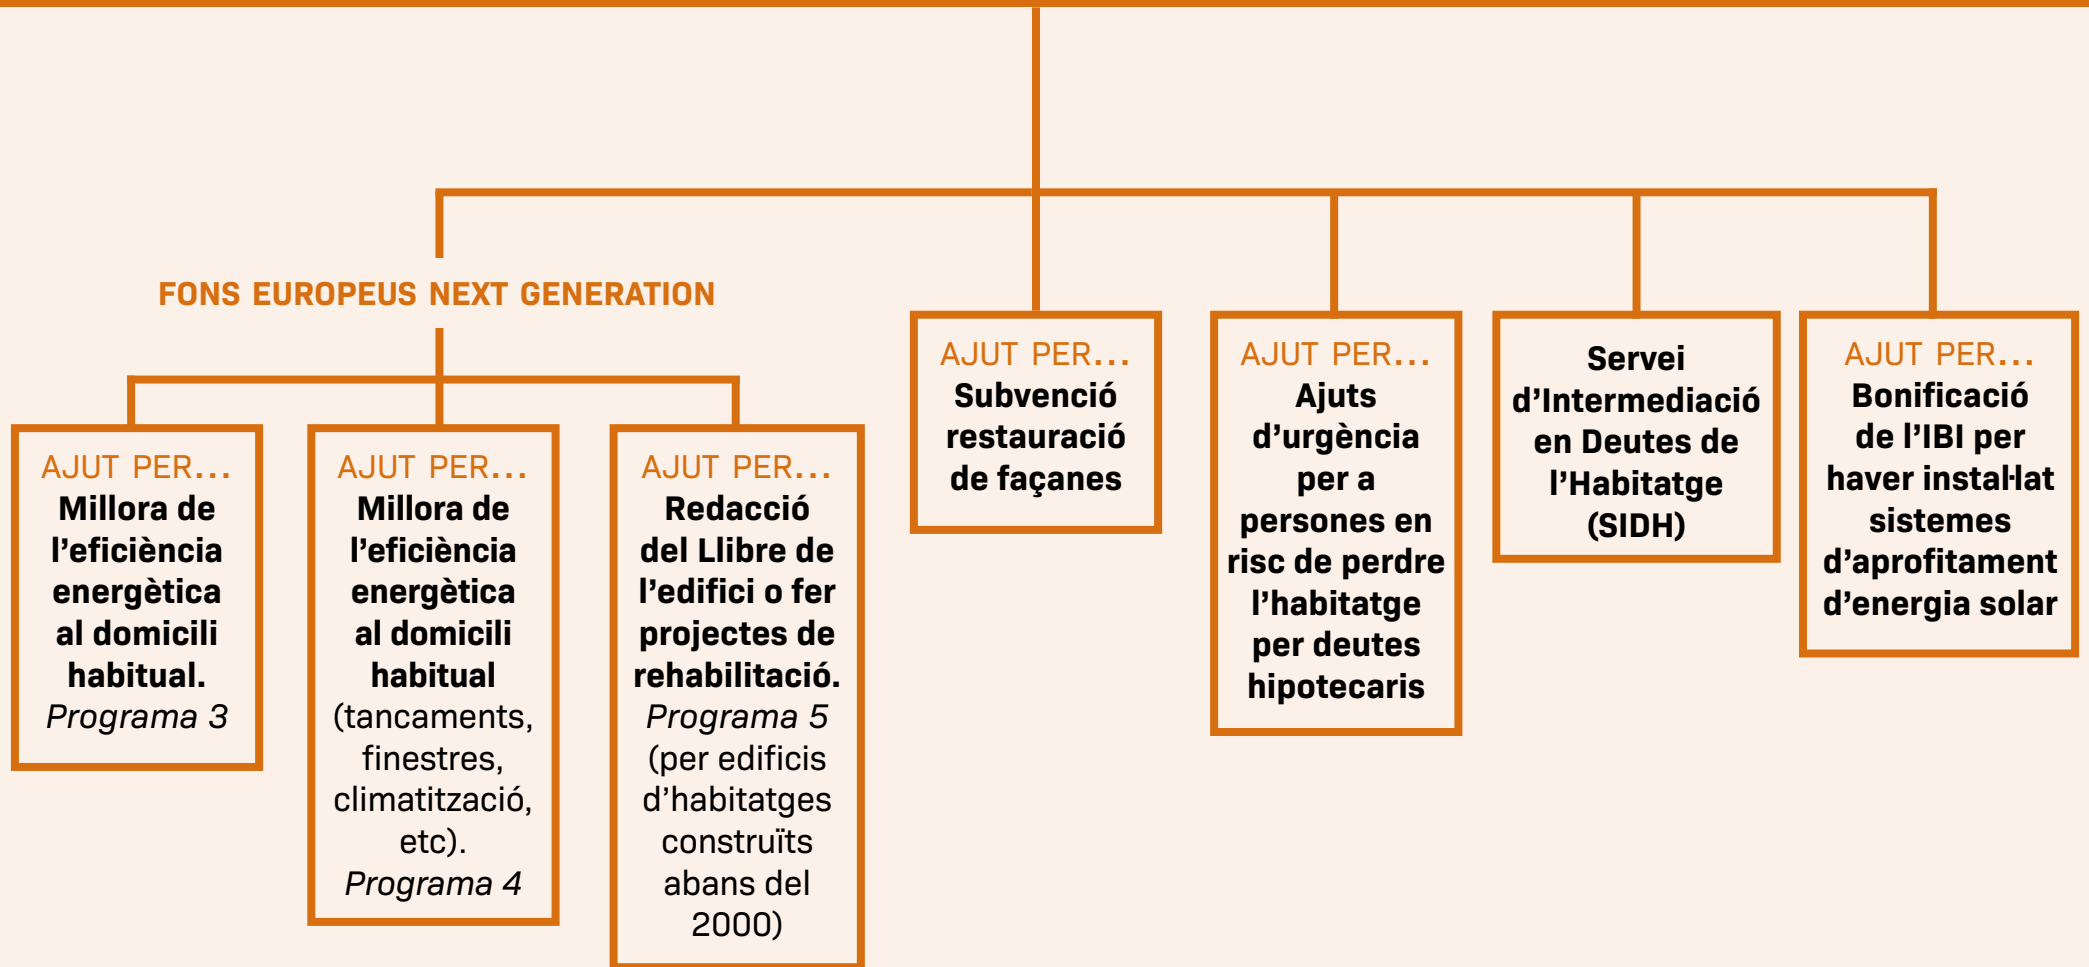 FONS EUROPEUS NEXT GENERATION
AJUT PER...
Millora de
l'eficiència
energètica
al domicili
habitual.
Programa 3
AJUT PER...
Millora de
l'eficiència
energètica
al domicili
habitual
(tancaments,
finestres,
climatització,
etc).
Programa 4
AJUT PER...
Redacció
del Llibre de
l'edifici o fer
projectes de
rehabilitació.
Programa 5
(per edificis
d'habitatges
construïts
abans del
2000)
AJUT PER...
Subvenció
restauració
de façanes
AJUT PER...
Ajuts
d'urgència
per a
persones en
risc de perdre
l'habitatge
per deutes
hipotecaris
Servei
d'Intermediació
en Deutes de
l'Habitatge
(SIDH)
AJUT PER...
Bonificació
de l'IBI per
haver instal·lat
sistemes
d'aprofitament
d'energia solar